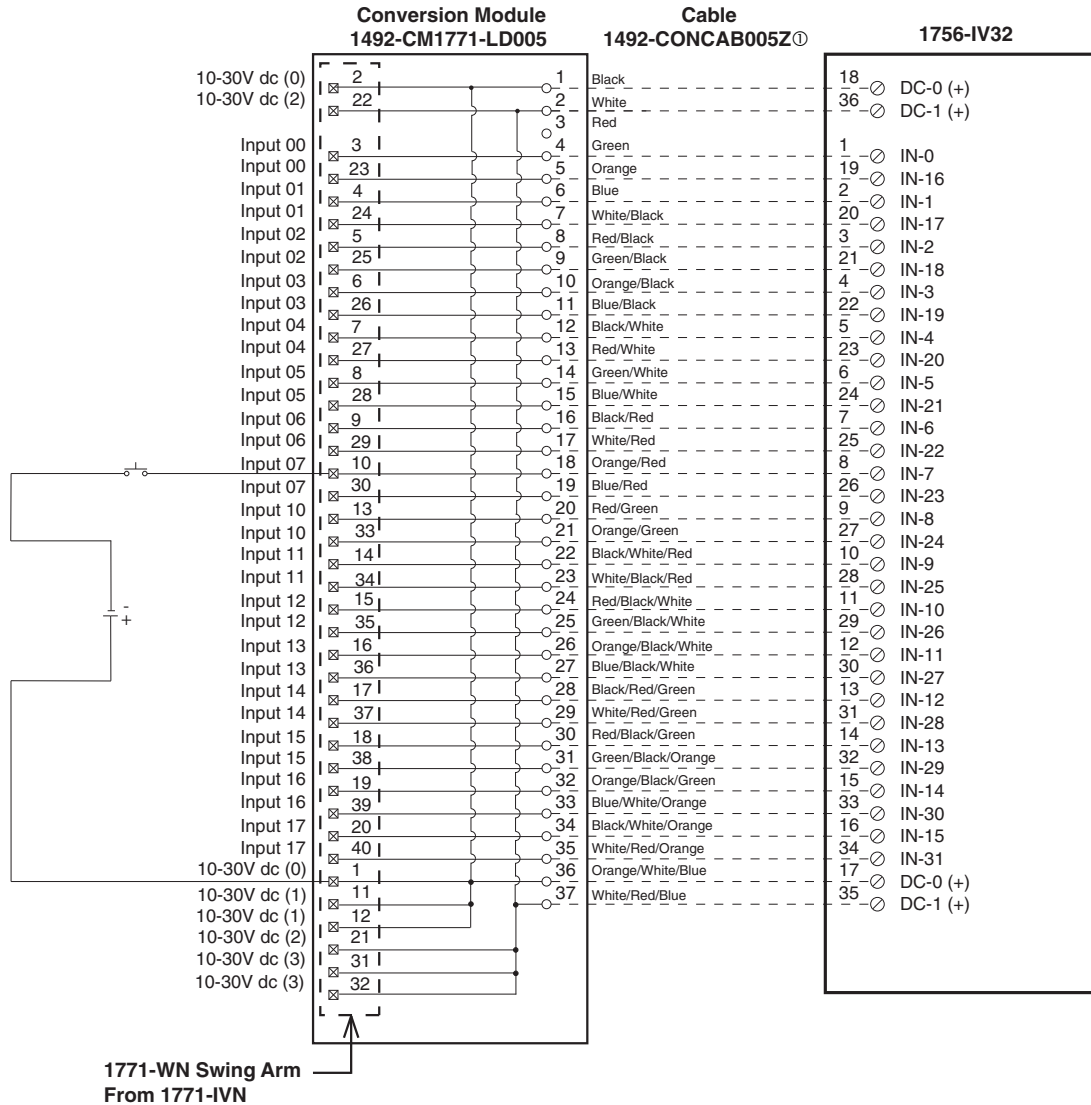 Conversion Module
1492-CM1771-LD005
Cable
1492-CONCAB005Z①
1756-IV32
10-30V dc (0) 2 1 Black 18 DC-0 (+)
10-30V dc (2) 22 2 White 36 DC-1 (+)
3 Red
Input 00 3 4 Green 1 IN-0
Input 00 23 5 Orange 19 IN-16
Input 01 4 6 Blue 2 IN-1
Input 01 24 7 White/Black 20 IN-17
Input 02 5 8 Red/Black 3 IN-2
Input 02 25 9 Green/Black 21 IN-18
Input 03 6 10 Orange/Black 4 IN-3
Input 03 26 11 Blue/Black 22 IN-19
Input 04 7 12 Black/White 5 IN-4
Input 04 27 13 Red/White 23 IN-20
Input 05 8 14 Green/White 6 IN-5
Input 05 28 15 Blue/White 24 IN-21
Input 06 9 16 Black/Red 7 IN-6
Input 06 29 17 White/Red 25 IN-22
Input 07 10 18 Orange/Red 8 IN-7
Input 07 30 19 Blue/Red 26 IN-23
Input 10 13 20 Red/Green 9 IN-8
Input 10 33 21 Orange/Green 27 IN-24
Input 11 14 22 Black/White/Red 10 IN-9
Input 11 34 23 White/Black/Red 28 IN-25
Input 12 15 24 Red/Black/White 11 IN-10
Input 12 35 25 Green/Black/White 29 IN-26
Input 13 16 26 Orange/Black/White 12 IN-11
Input 13 36 27 Blue/Black/White 30 IN-27
Input 14 17 28 Black/Red/Green 13 IN-12
Input 14 37 29 White/Red/Green 31 IN-28
Input 15 18 30 Red/Black/Green 14 IN-13
Input 15 38 31 Green/Black/Orange 32 IN-29
Input 16 19 32 Orange/Black/Green 15 IN-14
Input 16 39 33 Blue/White/Orange 33 IN-30
Input 17 20 34 Black/White/Orange 16 IN-15
Input 17 40 35 White/Red/Orange 34 IN-31
10-30V dc (0) 1 36 Orange/White/Blue 17 DC-0 (+)
10-30V dc (1) 11 37 White/Red/Blue 35 DC-1 (+)
10-30V dc (1) 12
10-30V dc (2) 21
10-30V dc (3) 31
10-30V dc (3) 32
-
+
1771-WN Swing Arm
From 1771-IVN